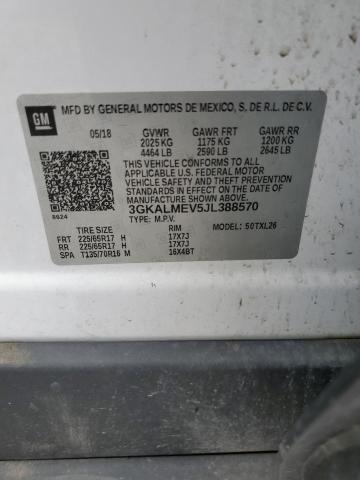 GM
MFD BY GENERAL MOTORS DE MEXICO, S, DE R.L. DE C.V.
05/18 GVWR GAWR FRT GAWR RR
2025 KG 1175 KG 1200 KG
4464 LB 2590 LB 2645 LB
THIS VEHICLE CONFORMS TO ALL
APPLICABLE U.S. FEDERAL MOTOR
VEHICLE SAFETY, BUMPER, AND THEFT
PREVENTION STANDARDS IN
EFFECT ON THE DATE OF
MANUFACTURE SHOWN ABOVE.
3GKALMEV5JL388570
TYPE: M.P.V. MODEL: 50TXL26
8924
TIRE SIZE RIM
FRT 225/65R17 H 17X7J
RR 225/65R17 H 17X7J
SPA T135/70R16 M 16X4BT